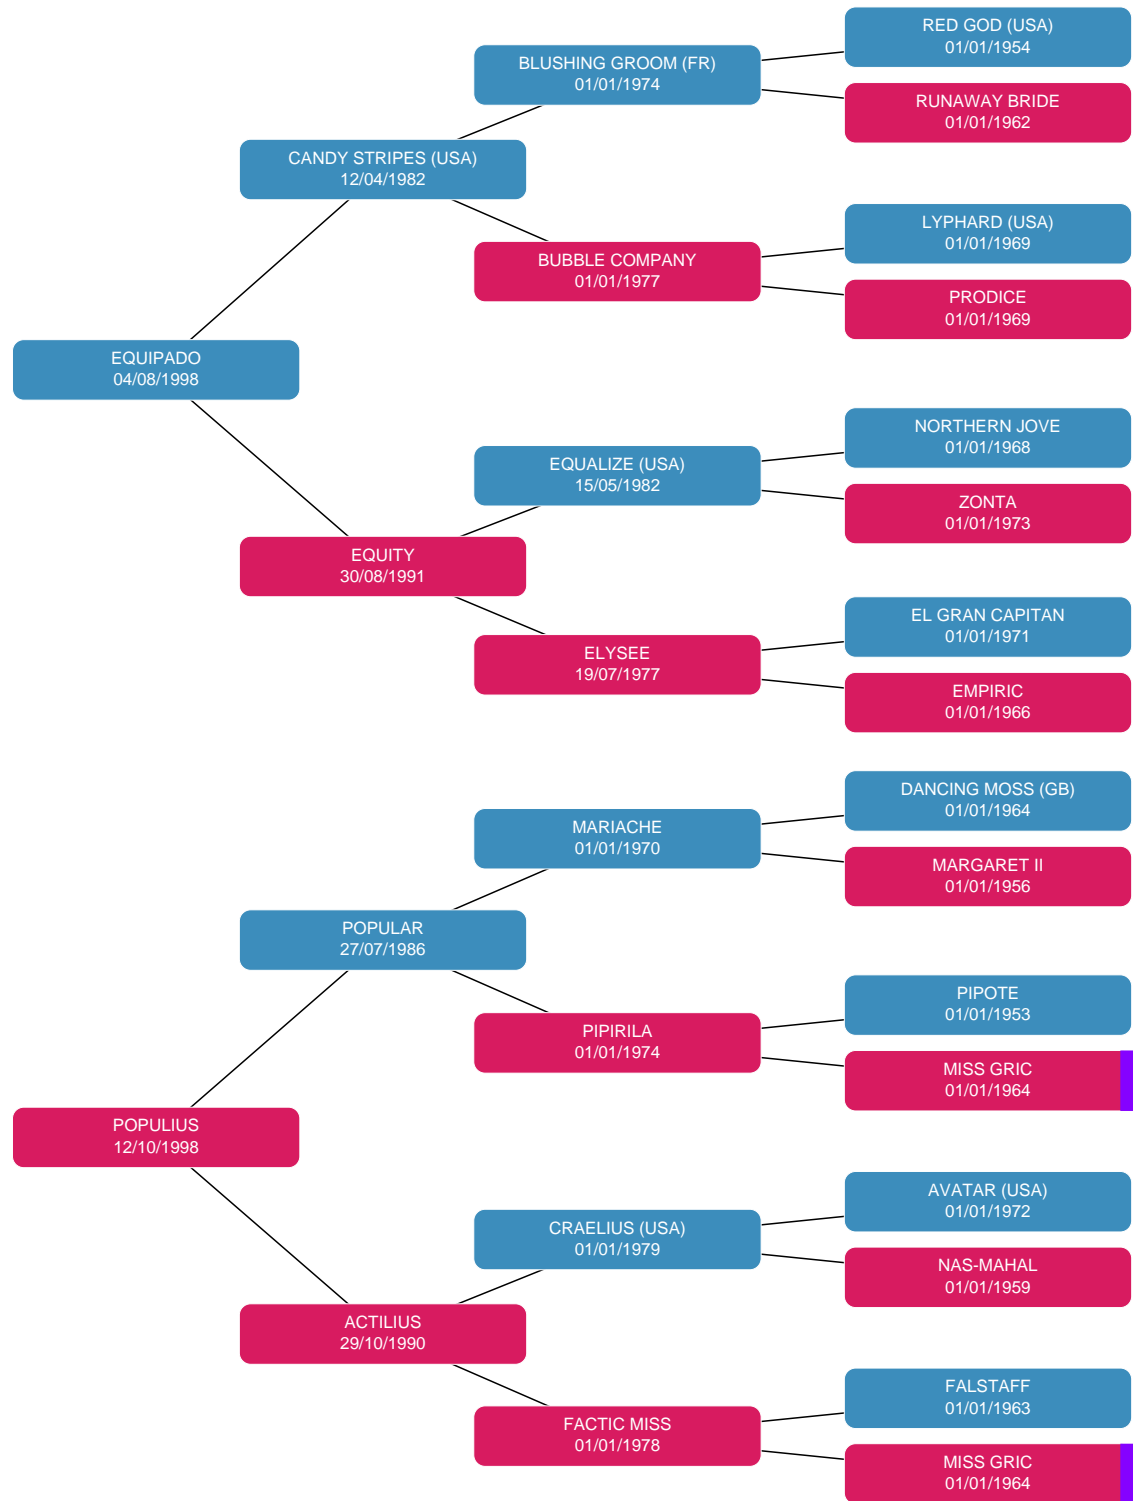 RED GOD (USA)
01/01/1954
BLUSHING GROOM (FR)
01/01/1974
RUNAWAY BRIDE
01/01/1962
CANDY STRIPES (USA)
12/04/1982
LYPHARD (USA)
01/01/1969
BUBBLE COMPANY
01/01/1977
PRODICE
01/01/1969
EQUIPADO
04/08/1998
NORTHERN JOVE
01/01/1968
EQUALIZE (USA)
15/05/1982
ZONTA
01/01/1973
EQUITY
30/08/1991
EL GRAN CAPITAN
01/01/1971
ELYSEE
19/07/1977
EMPIRIC
01/01/1966
DANCING MOSS (GB)
01/01/1964
MARIACHE
01/01/1970
MARGARET II
01/01/1956
POPULAR
27/07/1986
PIPOTE
01/01/1953
PIPIRILA
01/01/1974
MISS GRIC
01/01/1964
POPULIUS
12/10/1998
AVATAR (USA)
01/01/1972
CRAELIUS (USA)
01/01/1979
NAS-MAHAL
01/01/1959
ACTILIUS
29/10/1990
FALSTAFF
01/01/1963
FACTIC MISS
01/01/1978
MISS GRIC
01/01/1964